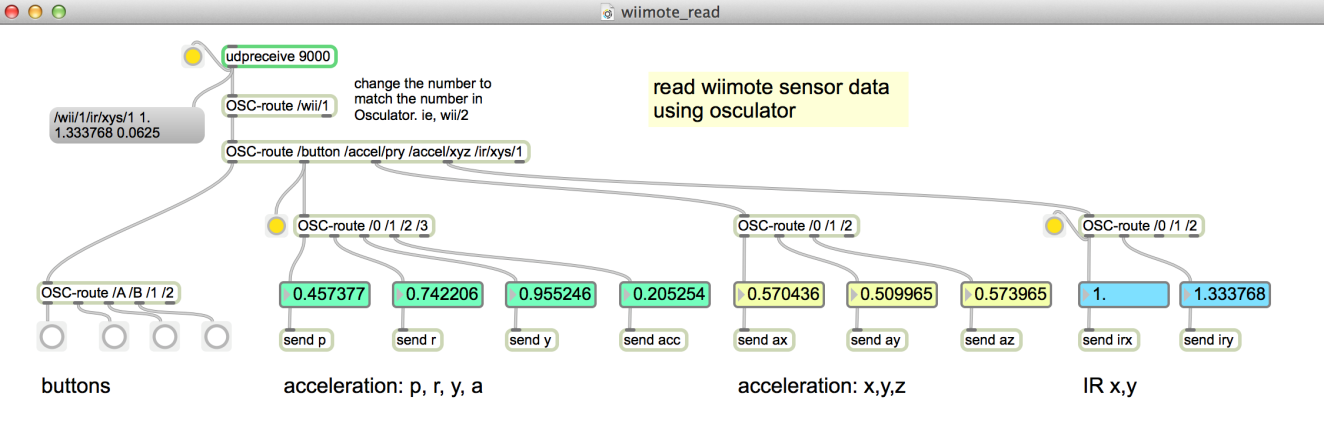 wiimote_read
udpreceive 9000
change the number to
match the number in
Osculator. ie, wii/2
read wiimote sensor data
using osculator
OSC-route /wii/1
/wii/1/ir/xys/1 1.
1.333768 0.0625
OSC-route /button /accel/pry /accel/xyz /ir/xys/1
OSC-route /0 /1 /2 /3
OSC-route /0 /1 /2
OSC-route /0 /1 /2
OSC-route /A /B /1 /2
0.457377
0.742206
0.955246
0.205254
0.570436
0.509965
0.573965
1.
1.333768
send p
send r
send y
send acc
send ax
send ay
send az
send irx
send iry
buttons
acceleration: p, r, y, a
acceleration: x,y,z
IR x,y